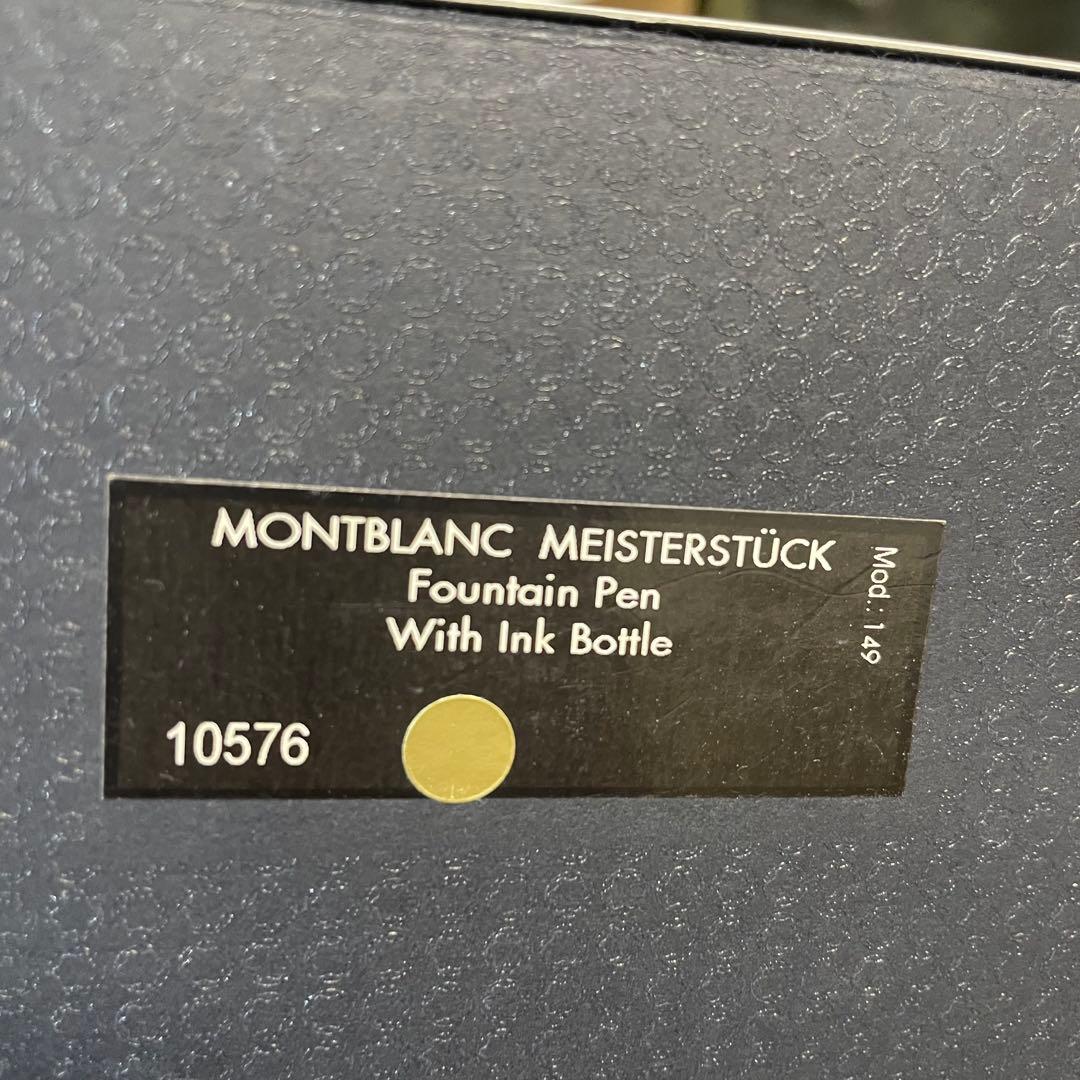 MONTBLANC MEISTERSTÜCK
Fountain Pen
With Ink Bottle
Mod.: 149
10576